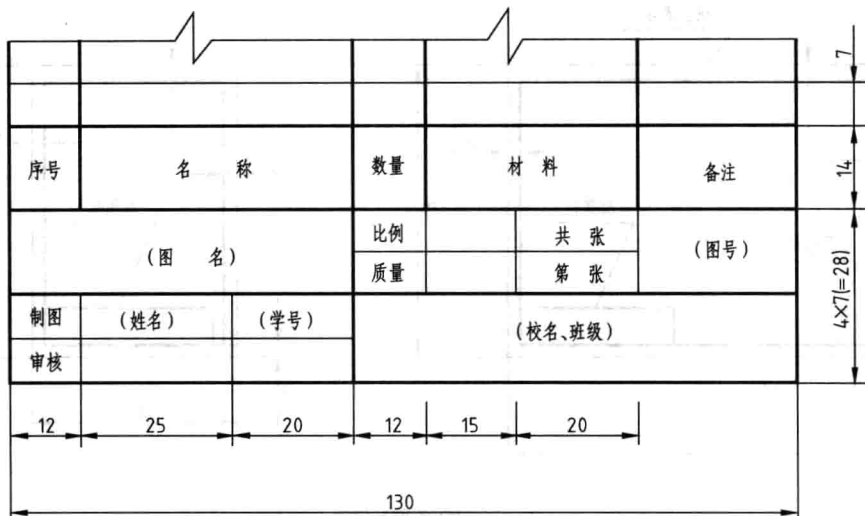 7
序号 名 称 数量 材 料 备注
14
(图 名)
比例 共 张
质量 第 张
(图号)
4×7(=28)
制图 (姓名) (学号)
审核
(校名、班级)
12 25 20 12 15 20
130